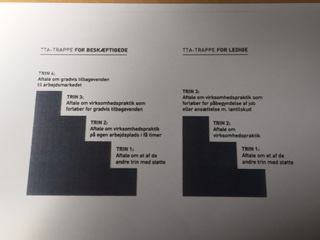 TTA-TRAPPE FOR BESKÆFTIGEDE
TRIN 4:
Aftale om gradvis tilbagevenden
til arbejdsmarkedet
TRIN 3:
Aftale om virksomhedspraktik som
forløber for gradvis tilbagevenden
TRIN 2:
Aftale om virksomhedspraktik
på egen arbejdsplads i få timer
TRIN 1:
Aftale om et af de
andre trin med støtte
TTA-TRAPPE FOR LEDIGE
TRIN 3:
Aftale om virksomhedspraktik som
forløber for påbegyndelse af job
eller ansættelse m. løntilskud
TRIN 2:
Aftale om
virksomhedspraktik
TRIN 1:
Aftale om et af de
andre trin med støtte